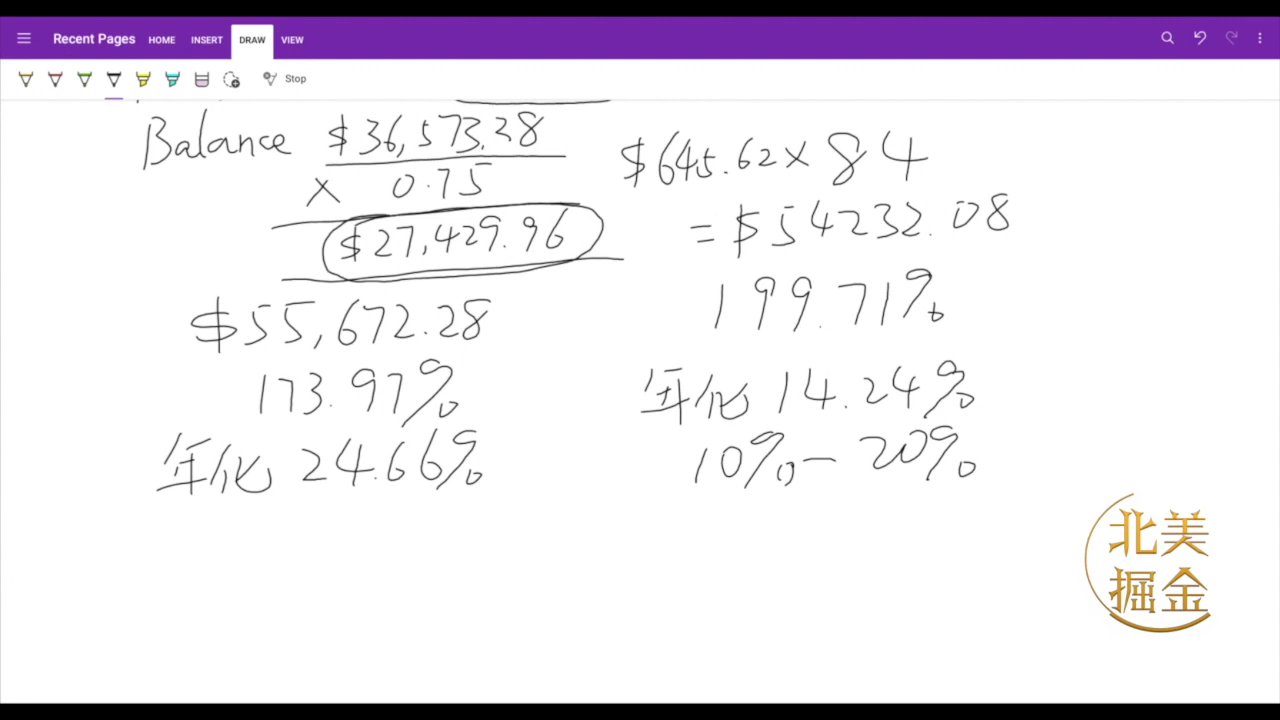 Recent Pages HOME INSERT DRAW VIEW
Stop
Balance $36,573.28
× 0.75
$27,429.96
$55,672.28
173.97%
年化 24.66%
$645.62×84
=$54232.08
199.71%
年化 14.24%
10%-20%
北美
掘金